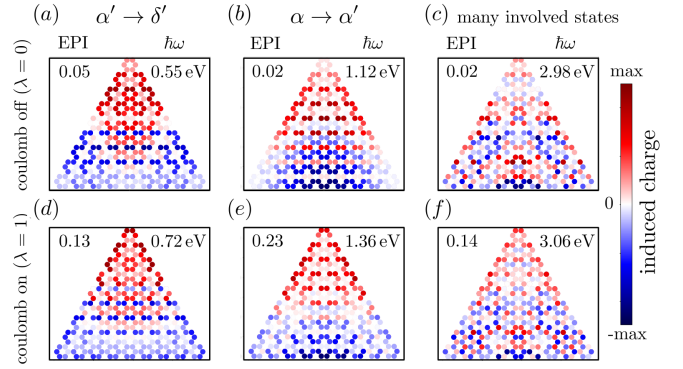 (a) α′ → δ′ (b) α → α′ (c) many involved states
EPI ħω EPI ħω EPI ħω
coulomb off (λ = 0)
0.05 0.55 eV 0.02 1.12 eV 0.02 2.98 eV
max
0
-max
induced charge
(d) (e) (f)
coulomb on (λ = 1)
0.13 0.72 eV 0.23 1.36 eV 0.14 3.06 eV